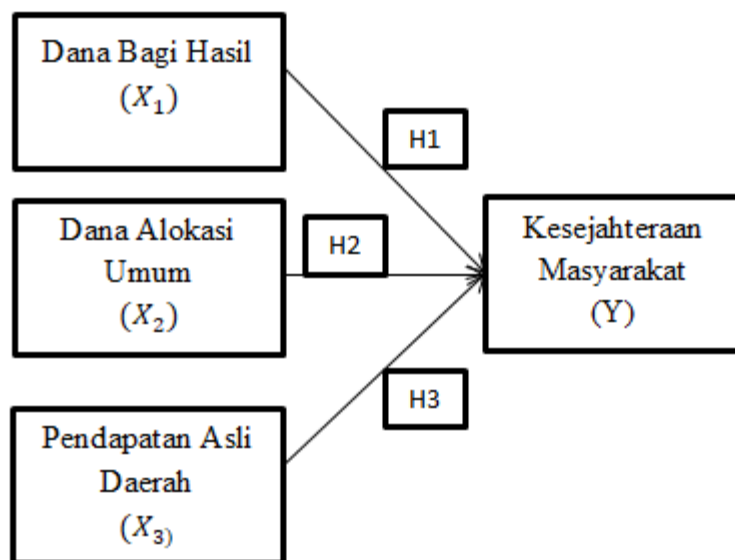 Dana Bagi Hasil
(X₁)
H1
Dana Alokasi
Umum
(X₂)
H2
Kesejahteraan
Masyarakat
(Y)
H3
Pendapatan Asli
Daerah
(X₃)